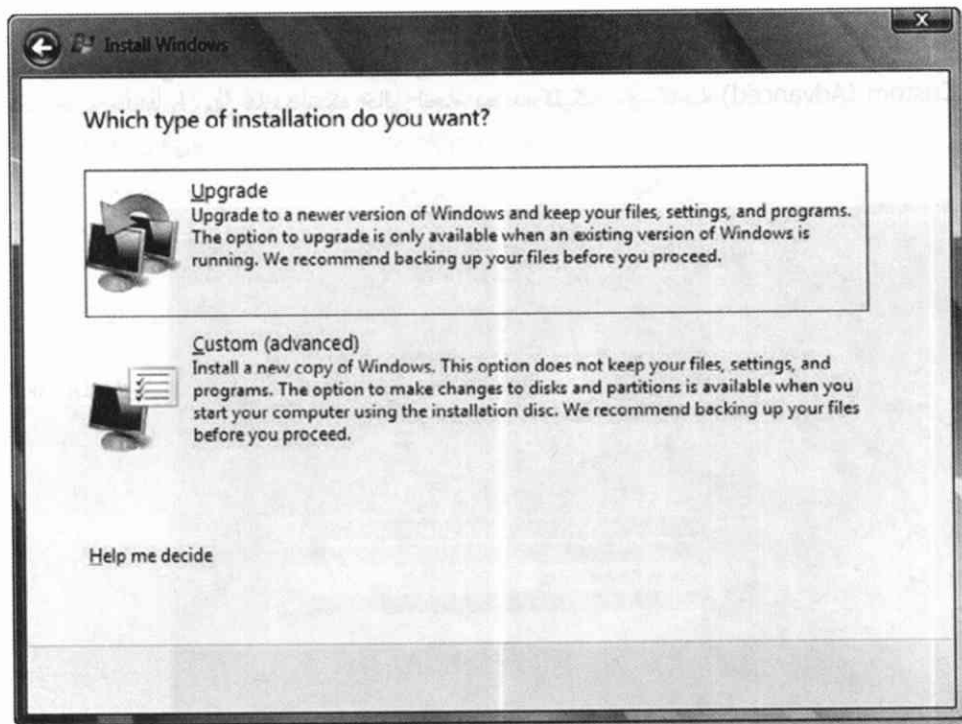 Install Windows
Which type of installation do you want?
Upgrade
Upgrade to a newer version of Windows and keep your files, settings, and programs.
The option to upgrade is only available when an existing version of Windows is
running. We recommend backing up your files before you proceed.
Custom (advanced)
Install a new copy of Windows. This option does not keep your files, settings, and
programs. The option to make changes to disks and partitions is available when you
start your computer using the installation disc. We recommend backing up your files
before you proceed.
Help me decide